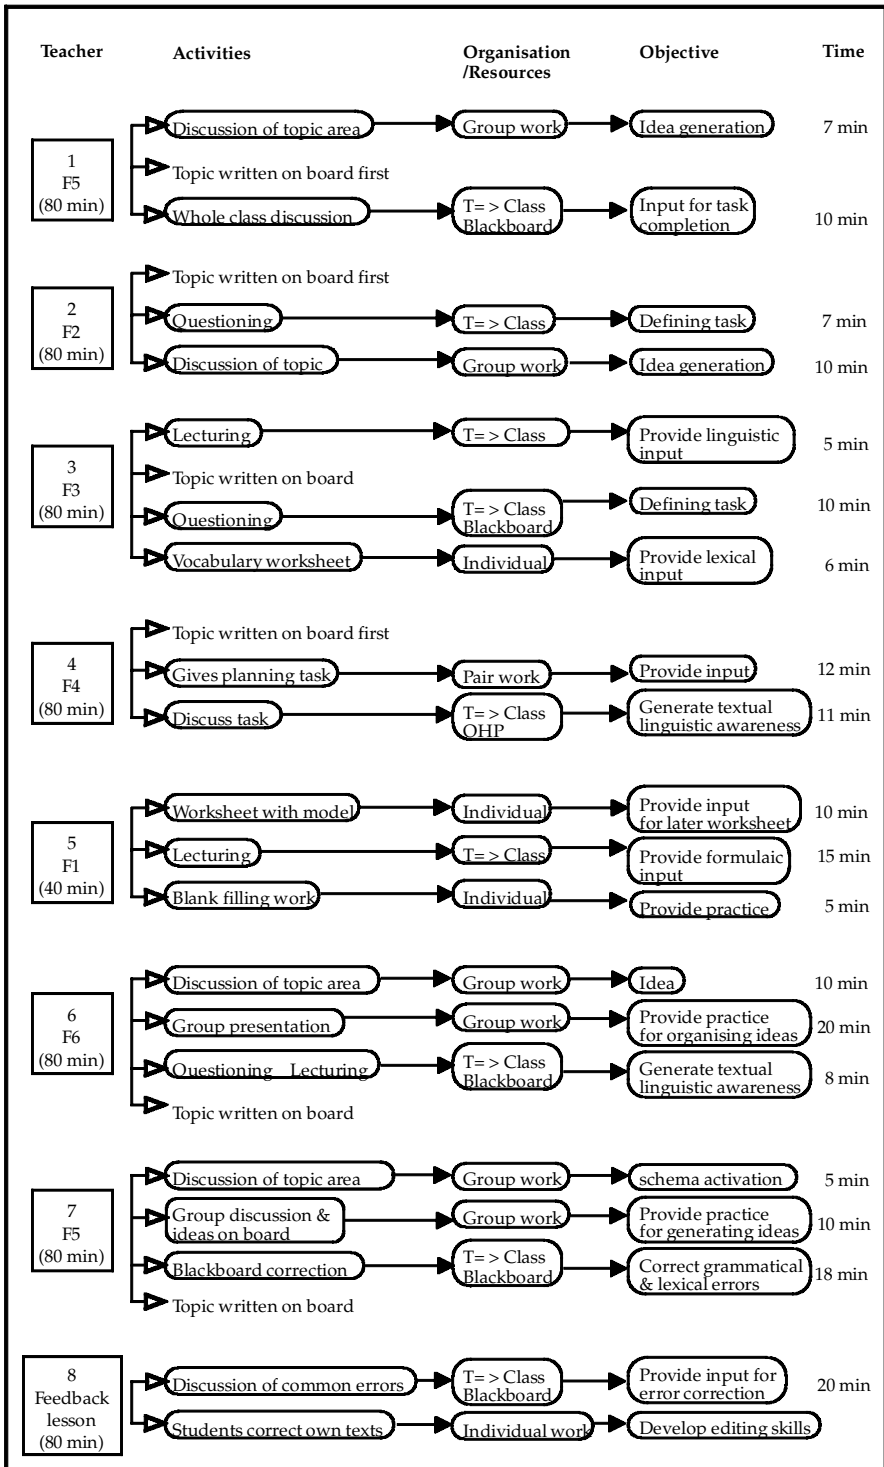 Teacher Activities Organisation /Resources Objective Time
1
F5
(80 min)
Discussion of topic area Group work Idea generation 7 min
Topic written on board first
Whole class discussion T= > Class Blackboard Input for task completion 10 min
2
F2
(80 min)
Topic written on board first
Questioning T= > Class Defining task 7 min
Discussion of topic Group work Idea generation 10 min
3
F3
(80 min)
Lecturing T= > Class Provide linguistic input 5 min
Topic written on board
Questioning T= > Class Blackboard Defining task 10 min
Vocabulary worksheet Individual Provide lexical input 6 min
4
F4
(80 min)
Topic written on board first
Gives planning task Pair work Provide input 12 min
Discuss task T= > Class OHP Generate textual linguistic awareness 11 min
5
F1
(40 min)
Worksheet with model Individual Provide input for later worksheet 10 min
Lecturing T= > Class Provide formulaic input 15 min
Blank filling work Individual Provide practice 5 min
6
F6
(80 min)
Discussion of topic area Group work Idea 10 min
Group presentation Group work Provide practice for organising ideas 20 min
Questioning Lecturing T= > Class Blackboard Generate textual linguistic awareness 8 min
Topic written on board
7
F5
(80 min)
Discussion of topic area Group work schema activation 5 min
Group discussion & ideas on board Group work Provide practice for generating ideas 10 min
Blackboard correction T= > Class Blackboard Correct grammatical & lexical errors 18 min
Topic written on board
8
Feedback
lesson
(80 min)
Discussion of common errors T= > Class Blackboard Provide input for error correction 20 min
Students correct own texts Individual work Develop editing skills